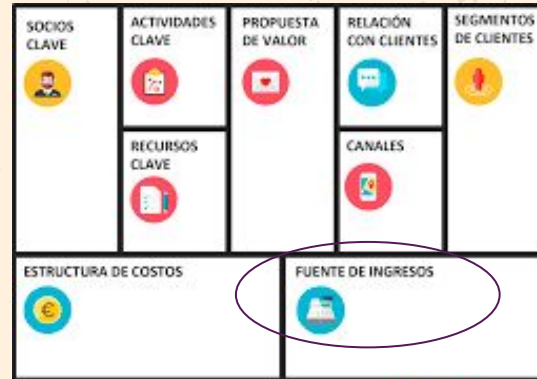 SOCIOS
CLAVE
ACTIVIDADES
CLAVE
PROPUESTA
DE VALOR
RELACIÓN
CON CLIENTES
SEGMENTOS
DE CLIENTES
RECURSOS
CLAVE
CANALES
ESTRUCTURA DE COSTOS
€
FUENTE DE INGRESOS